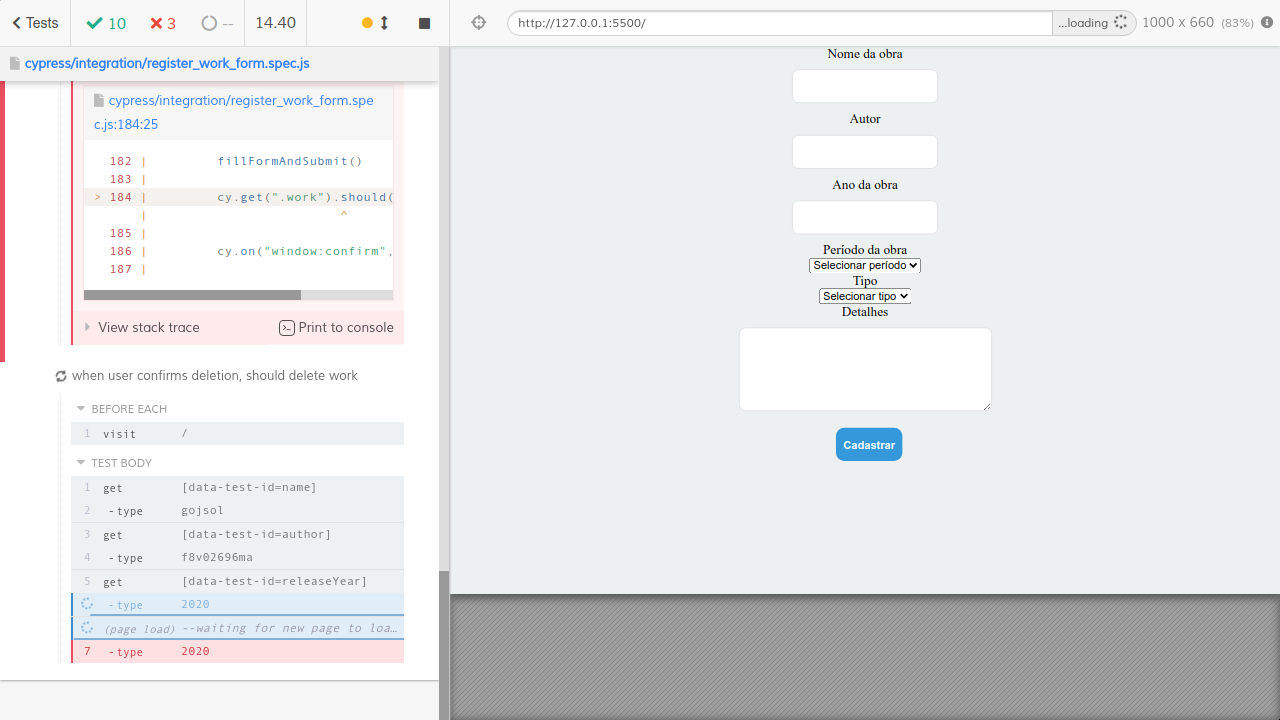 Tests
10
3
--
14.40
http://127.0.0.1:5500/
...loading
1000 x 660 (83%)
cypress/integration/register_work_form.spec.js
cypress/integration/register_work_form.spe
c.js:184:25
182 | fillFormAndSubmit()
183 |
> 184 | cy.get(".work").should(
| ^
185 |
186 | cy.on("window:confirm",
187 |
View stack trace
Print to console
when user confirms deletion, should delete work
BEFORE EACH
1 visit /
TEST BODY
1 get [data-test-id=name]
2 -type gojsol
3 get [data-test-id=author]
4 -type f8v02696ma
5 get [data-test-id=releaseYear]
-type 2020
(page load) --waiting for new page to loa…
7 -type 2020
Nome da obra
Autor
Ano da obra
Período da obra
Selecionar período
Tipo
Selecionar tipo
Detalhes
Cadastrar